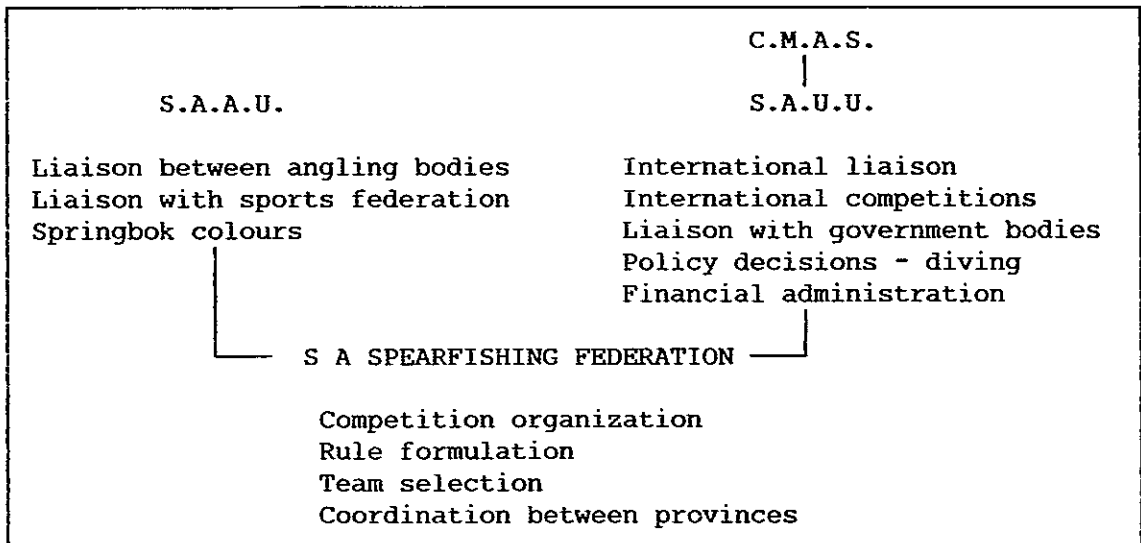 C.M.A.S.
S.A.A.U.
S.A.U.U.
Liaison between angling bodies
Liaison with sports federation
Springbok colours
International liaison
International competitions
Liaison with government bodies
Policy decisions - diving
Financial administration
S A SPEARFISHING FEDERATION
Competition organization
Rule formulation
Team selection
Coordination between provinces